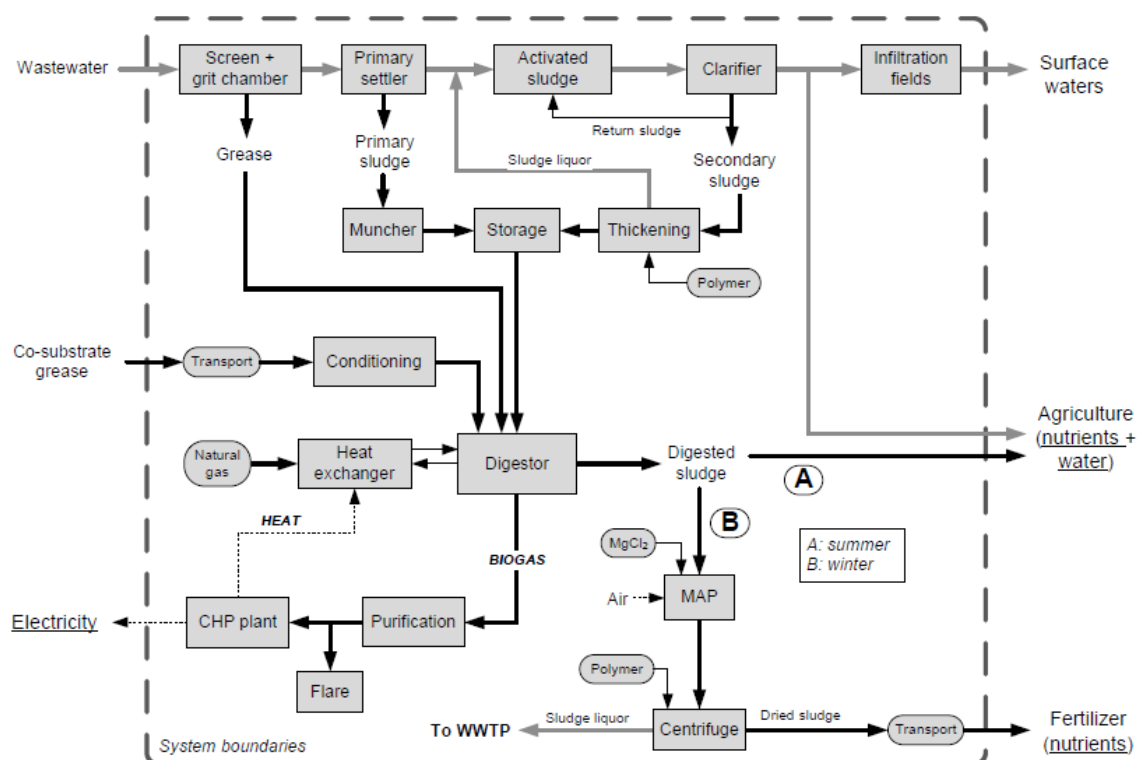 Wastewater
Screen +
grit chamber
Primary
settler
Activated
sludge
Clarifier
Infiltration
fields
Surface
waters
Return sludge
Grease
Primary
sludge
Sludge liquor
Secondary
sludge
Muncher
Storage
Thickening
Polymer
Co-substrate
grease
Transport
Conditioning
Agriculture
(nutrients +
water)
Natural
gas
Heat
exchanger
Digestor
Digested
sludge
A
B
HEAT
BIOGAS
MgCl₂
A: summer
B: winter
Air
MAP
Electricity
CHP plant
Purification
Flare
Polymer
To WWTP
Sludge liquor
Centrifuge
Dried sludge
Transport
Fertilizer
(nutrients)
System boundaries